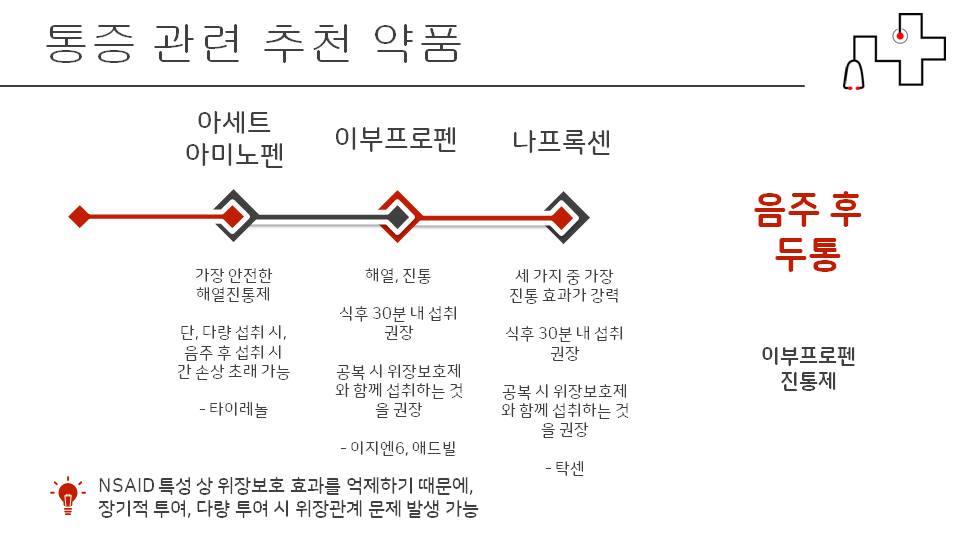 통증 관련 추천 약품
아세트
아미노펜
가장 안전한
해열진통제
단, 다량 섭취 시,
음주 후 섭취 시
간 손상 초래 가능
- 타이레놀
이부프로펜
해열, 진통
식후 30분 내 섭취
권장
공복 시 위장보호제
와 함께 섭취하는 것
을 권장
- 이지엔6, 애드빌
나프록센
세 가지 중 가장
진통 효과가 강력
식후 30분 내 섭취
권장
공복 시 위장보호제
와 함께 섭취하는 것
을 권장
- 탁센
음주 후
두통
이부프로펜
진통제
NSAID 특성 상 위장보호 효과를 억제하기 때문에,
장기적 투여, 다량 투여 시 위장관계 문제 발생 가능